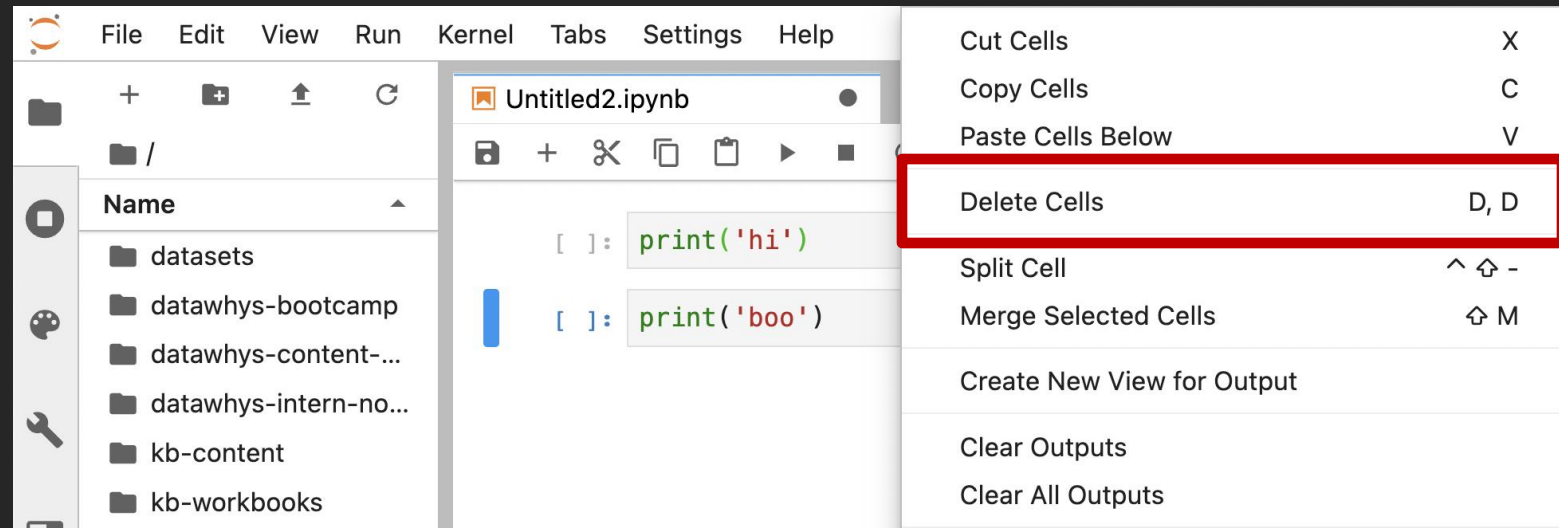 File Edit View Run Kernel Tabs Settings Help
Untitled2.ipynb
/
Name
datasets
datawhys-bootcamp
datawhys-content-...
datawhys-intern-no...
kb-content
kb-workbooks
[ ]: print('hi')
[ ]: print('boo')
Cut Cells X
Copy Cells C
Paste Cells Below V
Delete Cells D, D
Split Cell ^ ⇧ -
Merge Selected Cells ⇧ M
Create New View for Output
Clear Outputs
Clear All Outputs